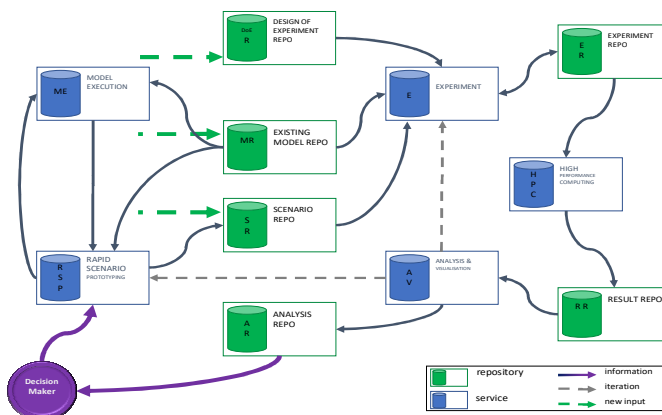 DoE
R
DESIGN OF
EXPERIMENT
REPO
E
R
EXPERIMENT
REPO
ME
MODEL
EXECUTION
E
EXPERIMENT
MR
EXISTING
MODEL REPO
H
P
C
HIGH
PERFORMANCE
COMPUTING
S
R
SCENARIO
REPO
R
S
P
RAPID
SCENARIO
PROTOTYPING
A
V
ANALYSIS &
VISUALISATION
A
R
ANALYSIS
REPO
R R
RESULT REPO
Decision
Maker
repository
service
information
iteration
new input